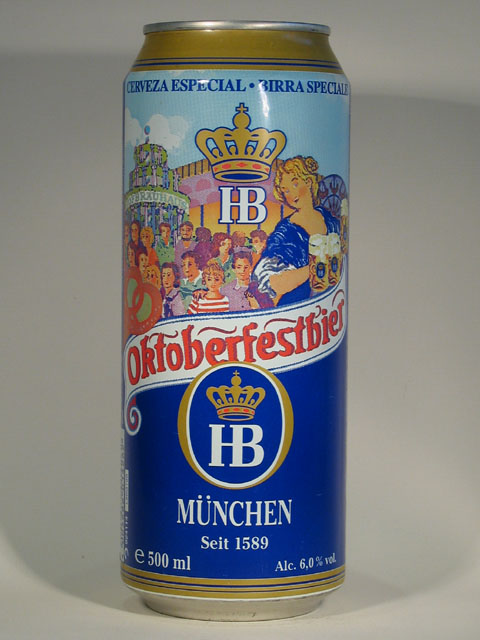 CERVEZA ESPECIAL • BIRRA SPECIALE
HB
Oktoberfestbier
HB
MÜNCHEN
Seit 1589
e 500 ml
Alc. 6,0% vol.